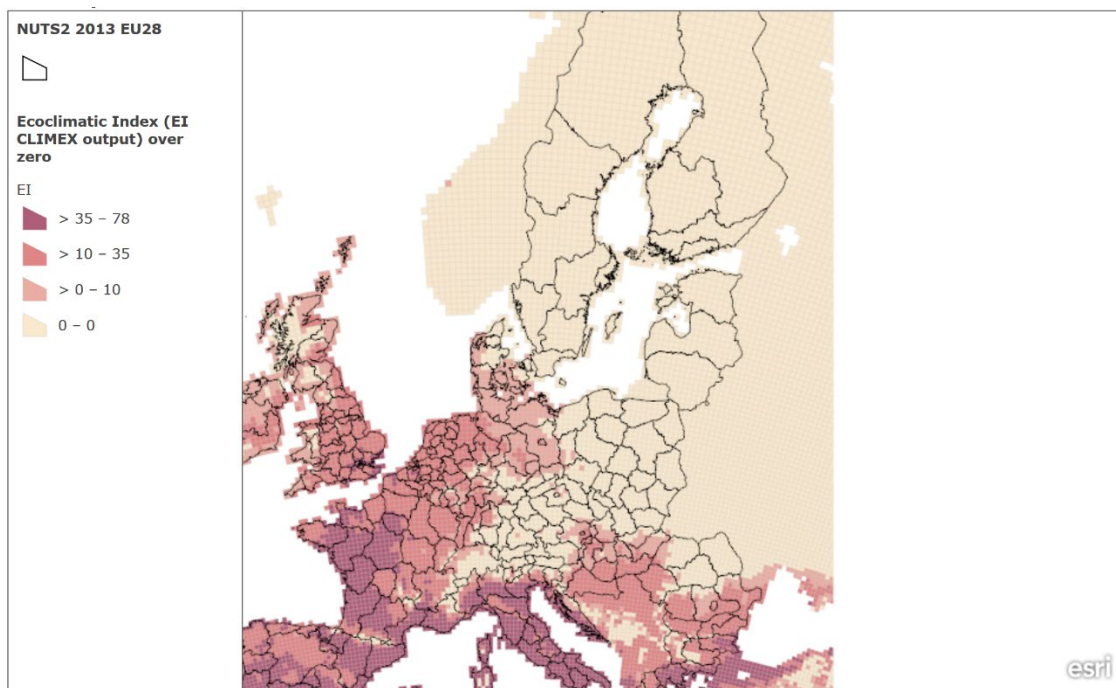 NUTS2 2013 EU28
Ecoclimatic Index (EI
CLIMEX output) over
zero
EI
> 35 – 78
> 10 – 35
> 0 – 10
0 – 0
esri